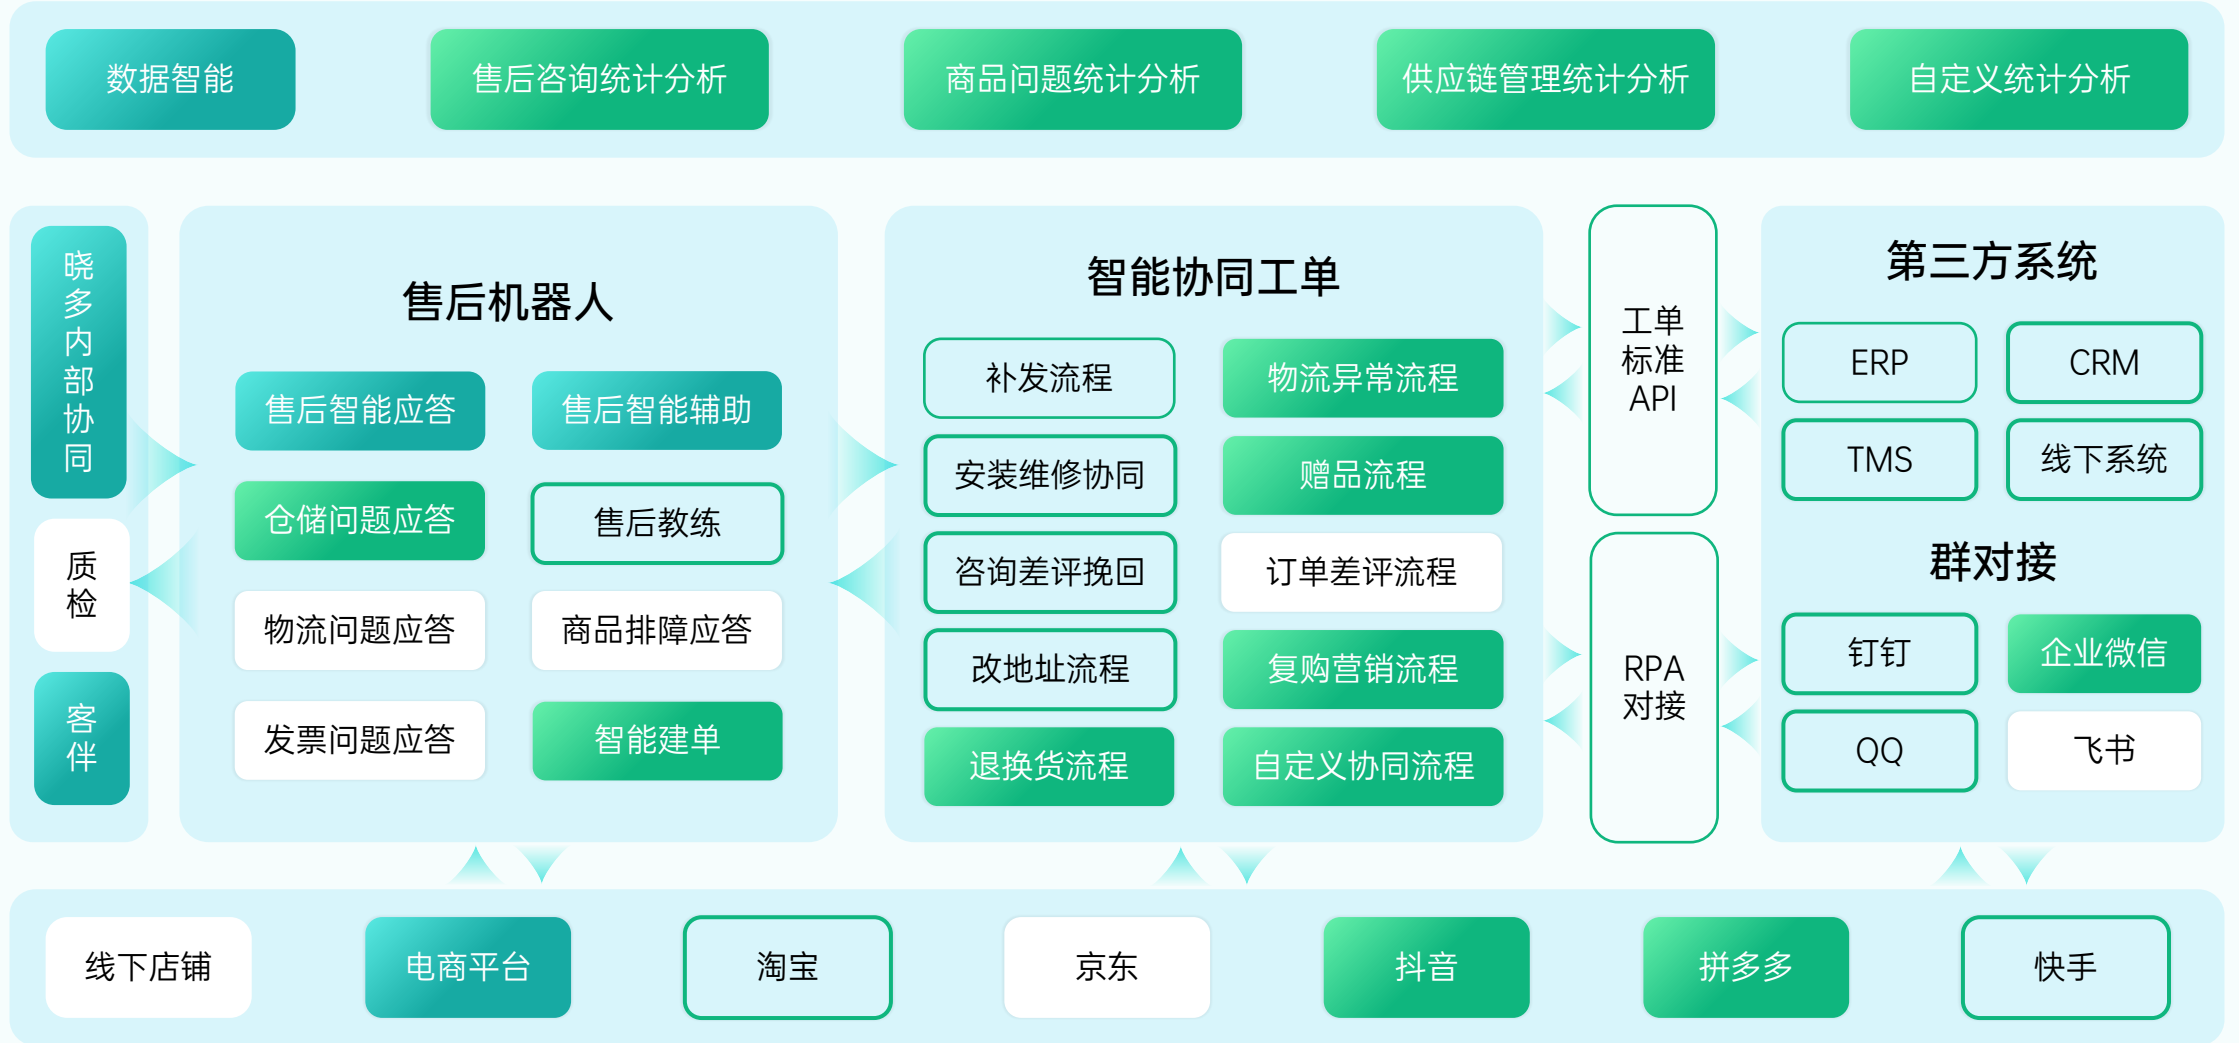 数据智能
售后咨询统计分析
商品问题统计分析
供应链管理统计分析
自定义统计分析
晓
多
内
部
协
同
质
检
客
伴
售后机器人
售后智能应答
售后智能辅助
仓储问题应答
售后教练
物流问题应答
商品排障应答
发票问题应答
智能建单
智能协同工单
补发流程
物流异常流程
安装维修协同
赠品流程
咨询差评挽回
订单差评流程
改地址流程
复购营销流程
退换货流程
自定义协同流程
工单
标准
API
RPA
对接
第三方系统
ERP
CRM
TMS
线下系统
群对接
钉钉
企业微信
QQ
飞书
线下店铺
电商平台
淘宝
京东
抖音
拼多多
快手